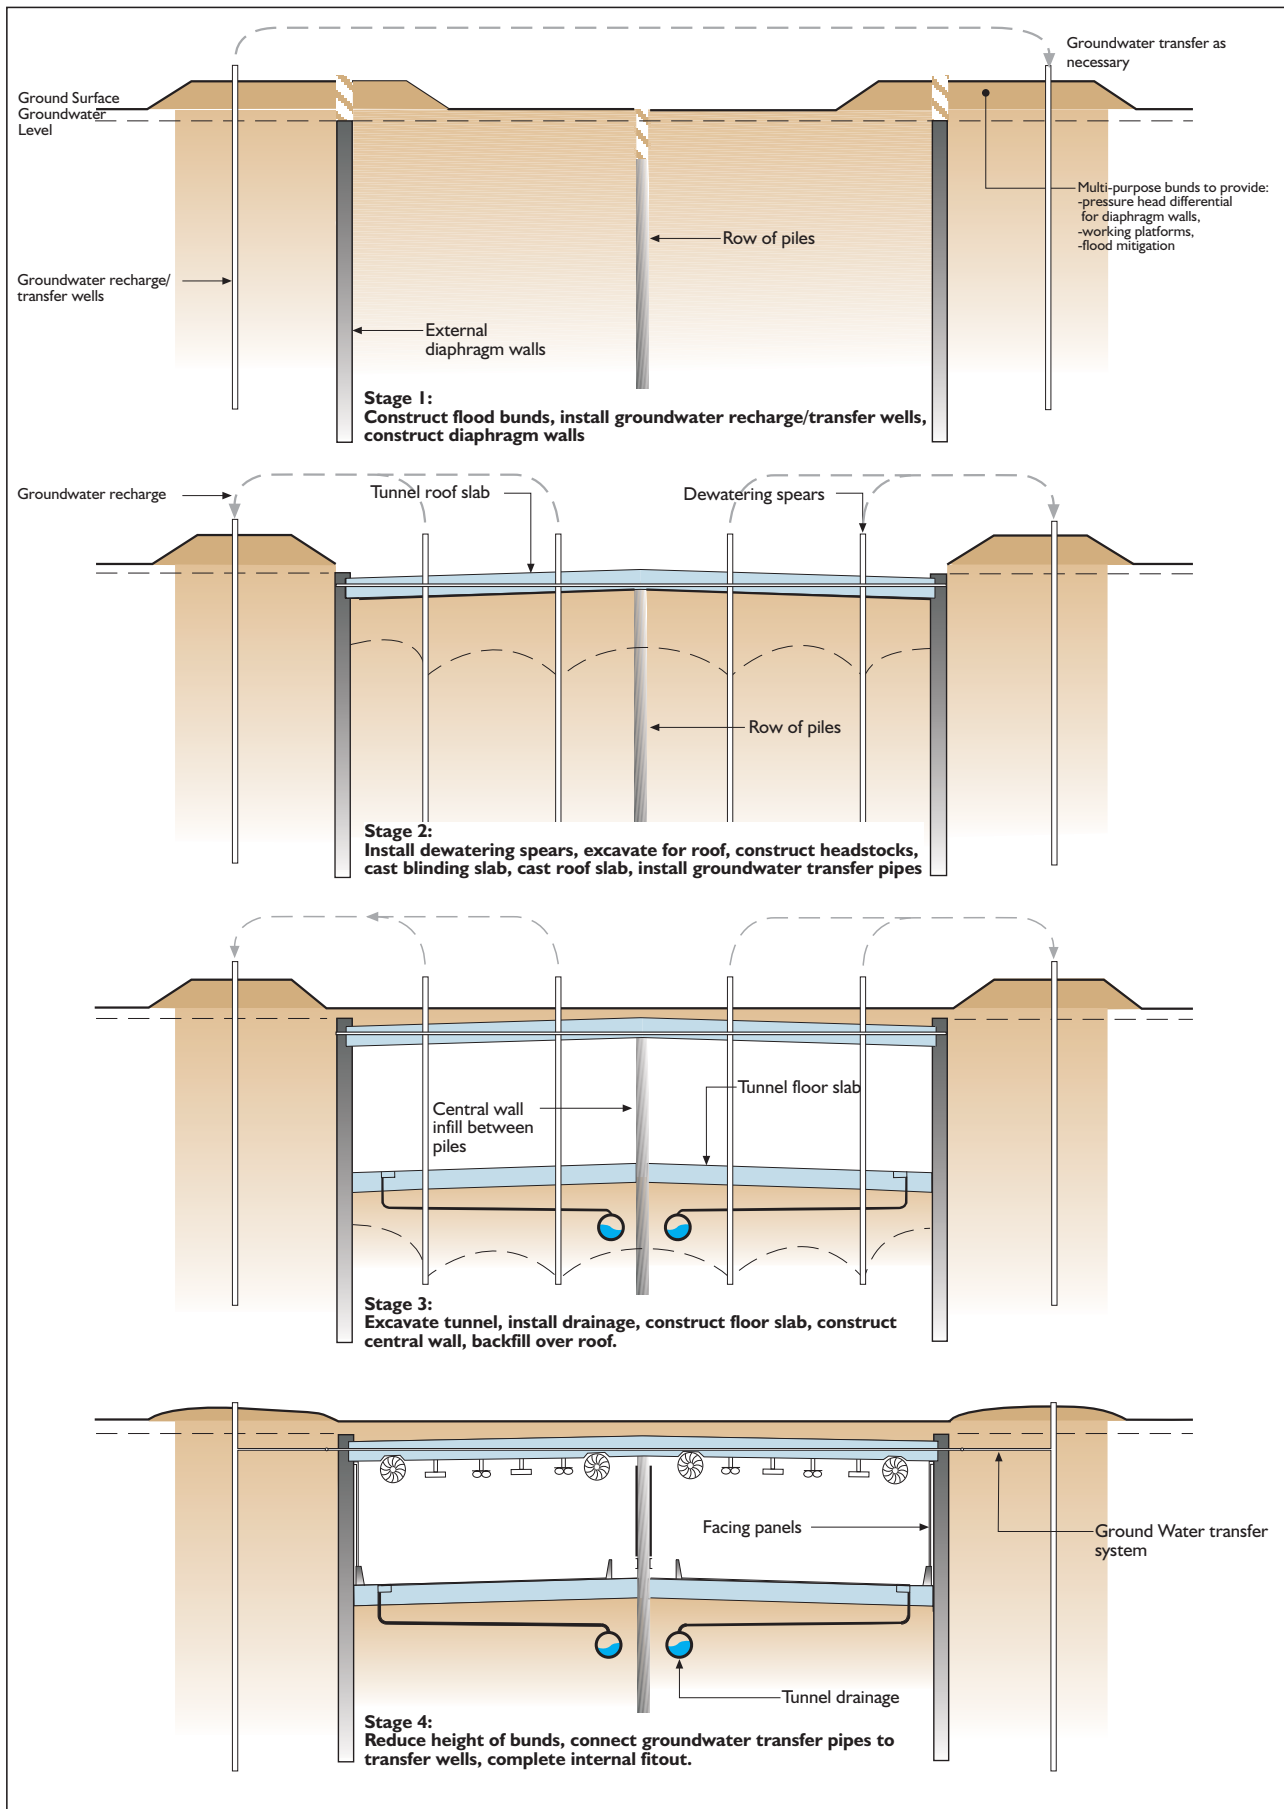 Groundwater transfer as
necessary
Ground Surface
Groundwater
Level
Multi-purpose bunds to provide:
-pressure head differential
for diaphragm walls,
-working platforms,
-flood mitigation
Row of piles
Groundwater recharge/
transfer wells
External
diaphragm walls
Stage 1:
Construct flood bunds, install groundwater recharge/transfer wells,
construct diaphragm walls
Groundwater recharge
Tunnel roof slab
Dewatering spears
Row of piles
Stage 2:
Install dewatering spears, excavate for roof, construct headstocks,
cast blinding slab, cast roof slab, install groundwater transfer pipes
Tunnel floor slab
Central wall
infill between
piles
Stage 3:
Excavate tunnel, install drainage, construct floor slab, construct
central wall, backfill over roof.
Facing panels
Ground Water transfer
system
Tunnel drainage
Stage 4:
Reduce height of bunds, connect groundwater transfer pipes to
transfer wells, complete internal fitout.